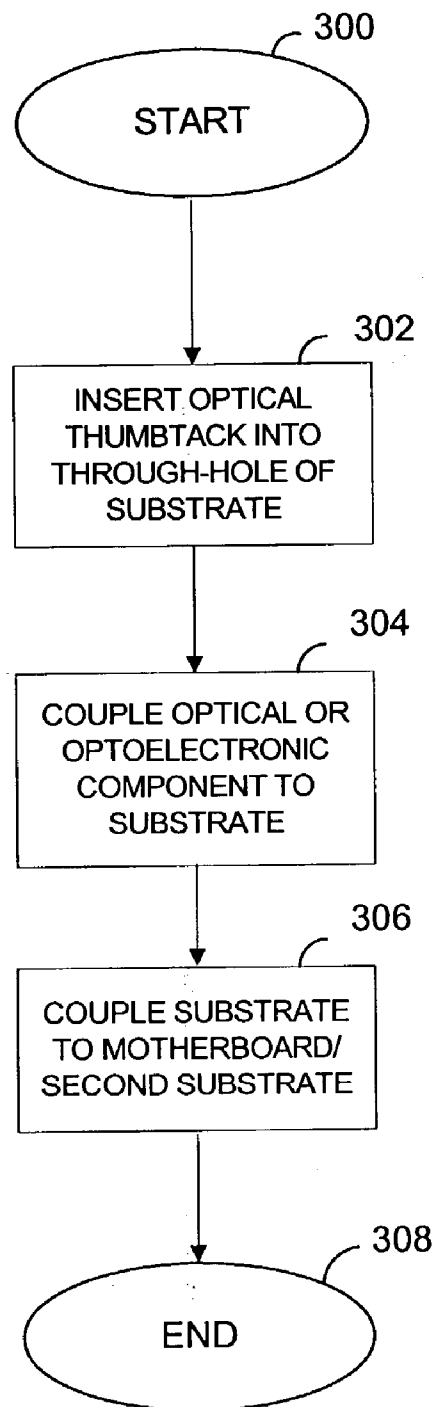 300
START
302
INSERT OPTICAL
THUMBTACK INTO
THROUGH-HOLE OF
SUBSTRATE
304
COUPLE OPTICAL OR
OPTOELECTRONIC
COMPONENT TO
SUBSTRATE
306
COUPLE SUBSTRATE
TO MOTHERBOARD/
SECOND SUBSTRATE
308
END